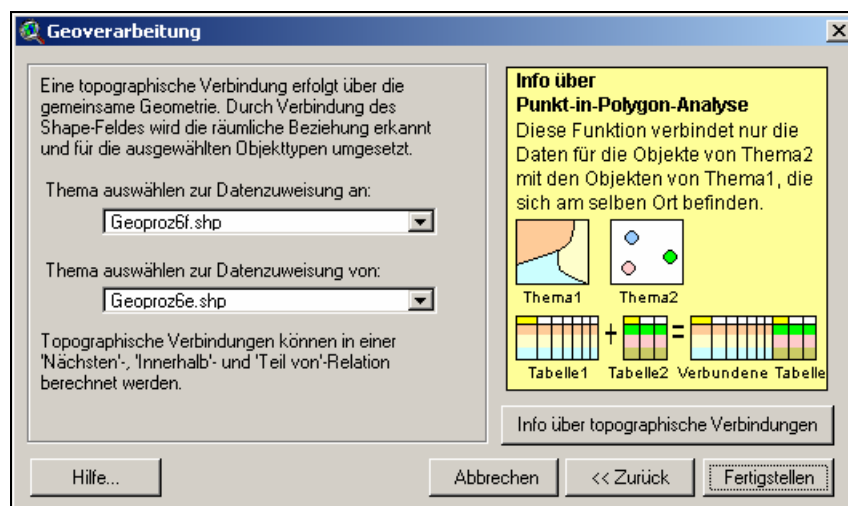 Geoverarbeitung
Eine topographische Verbindung erfolgt über die
gemeinsame Geometrie. Durch Verbindung des
Shape-Feldes wird die räumliche Beziehung erkannt
und für die ausgewählten Objekttypen umgesetzt.
Thema auswählen zur Datenzuweisung an:
Geoproz6f.shp
Thema auswählen zur Datenzuweisung von:
Geoproz6e.shp
Topographische Verbindungen können in einer
'Nächsten'-, 'Innerhalb'- und 'Teil von'-Relation
berechnet werden.
Info über
Punkt-in-Polygon-Analyse
Diese Funktion verbindet nur die
Daten für die Objekte von Thema2
mit den Objekten von Thema1, die
sich am selben Ort befinden.
Thema1 Thema2
+ =
Tabelle1 Tabelle2 Verbundene Tabelle
Info über topographische Verbindungen
Hilfe... Abbrechen << Zurück Fertigstellen